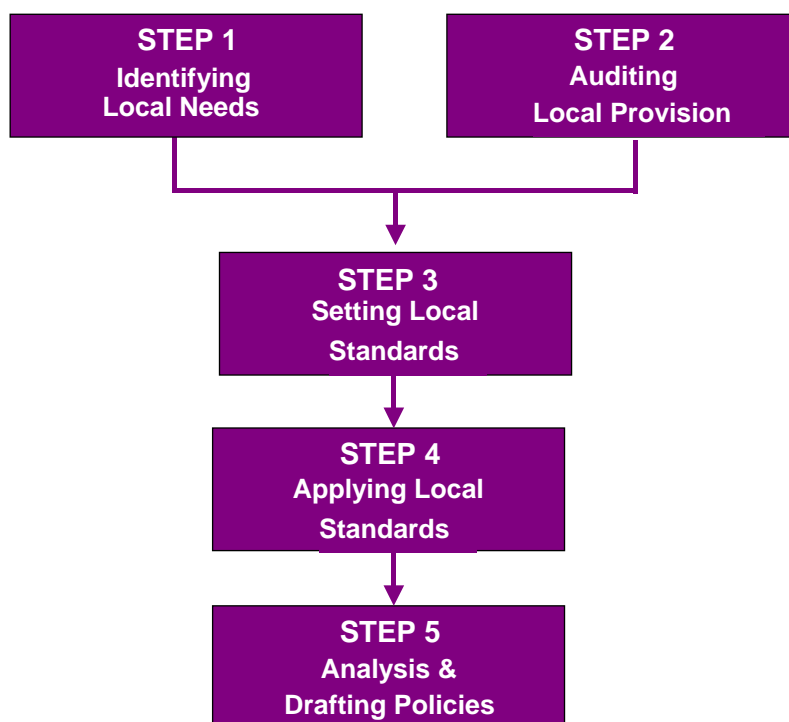 STEP 1
Identifying
Local Needs
STEP 2
Auditing
Local Provision
STEP 3
Setting Local
Standards
STEP 4
Applying Local
Standards
STEP 5
Analysis &
Drafting Policies